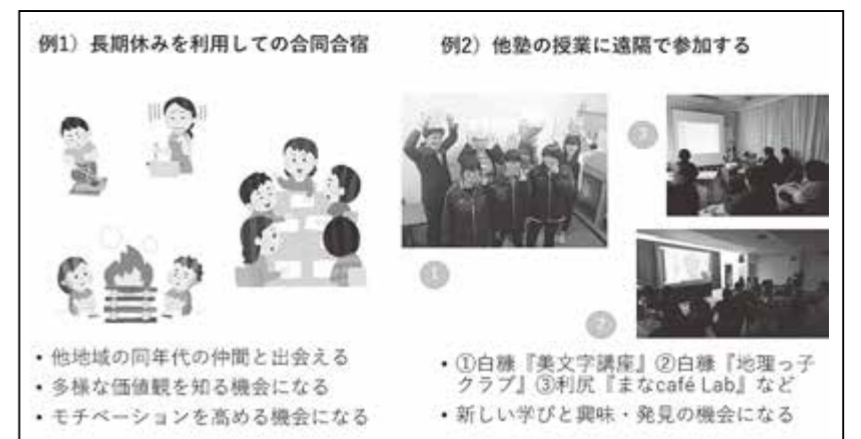 例1）長期休みを利用しての合同合宿
• 他地域の同年代の仲間と出会える
• 多様な価値観を知る機会になる
• モチベーションを高める機会になる
例2）他塾の授業に遠隔で参加する
③
①
②
• ①白糠『美文字講座』②白糠『地理っ子
クラブ』③利尻『まなcafé Lab』など
• 新しい学びと興味・発見の機会になる